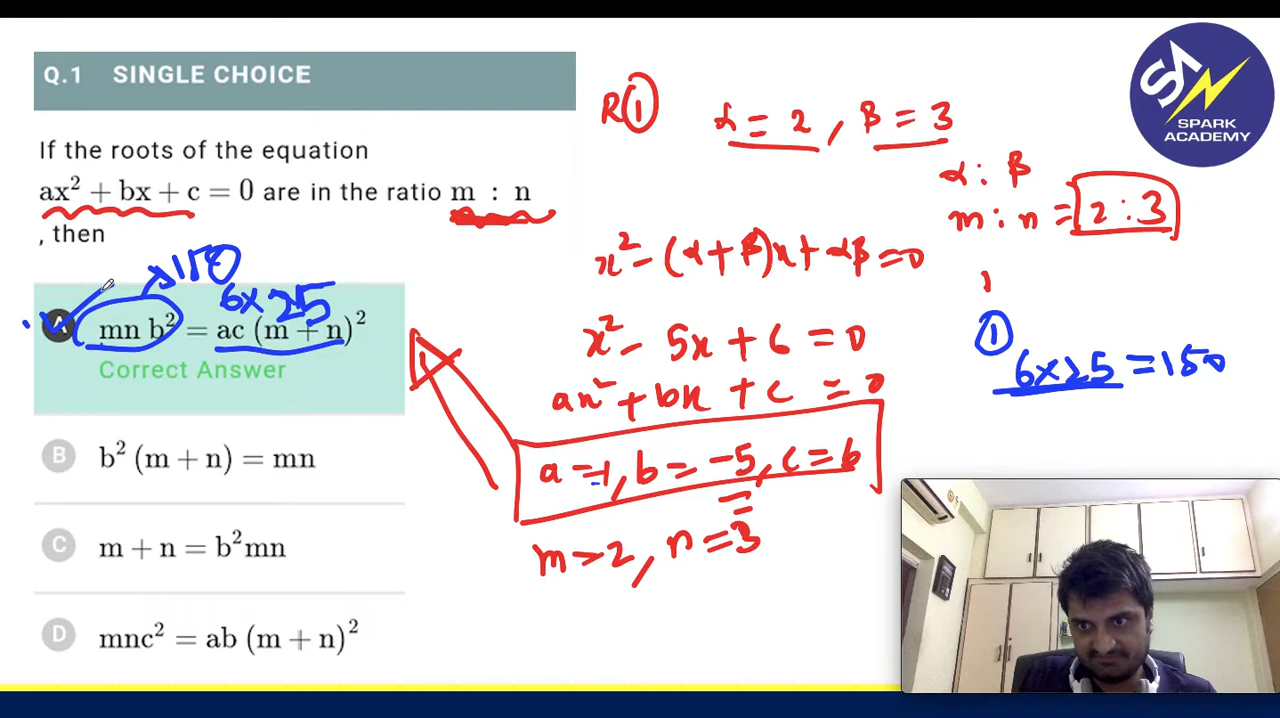 Q.1 SINGLE CHOICE
If the roots of the equation
ax² + bx + c = 0 are in the ratio m : n
, then
150
6×25
A mn b² = ac (m + n)²
Correct Answer
B b² (m + n) = mn
C m + n = b²mn
D mnc² = ab (m + n)²
R①
α = 2, β = 3
α : β
m : n = 2 : 3
x² − (α + β)x + αβ = 0
x² − 5x + 6 = 0
ax² + bx + c = 0
a = 1, b = −5, c = 6
m = 2, n = 3
①
6×25 = 150
SPARK
ACADEMY